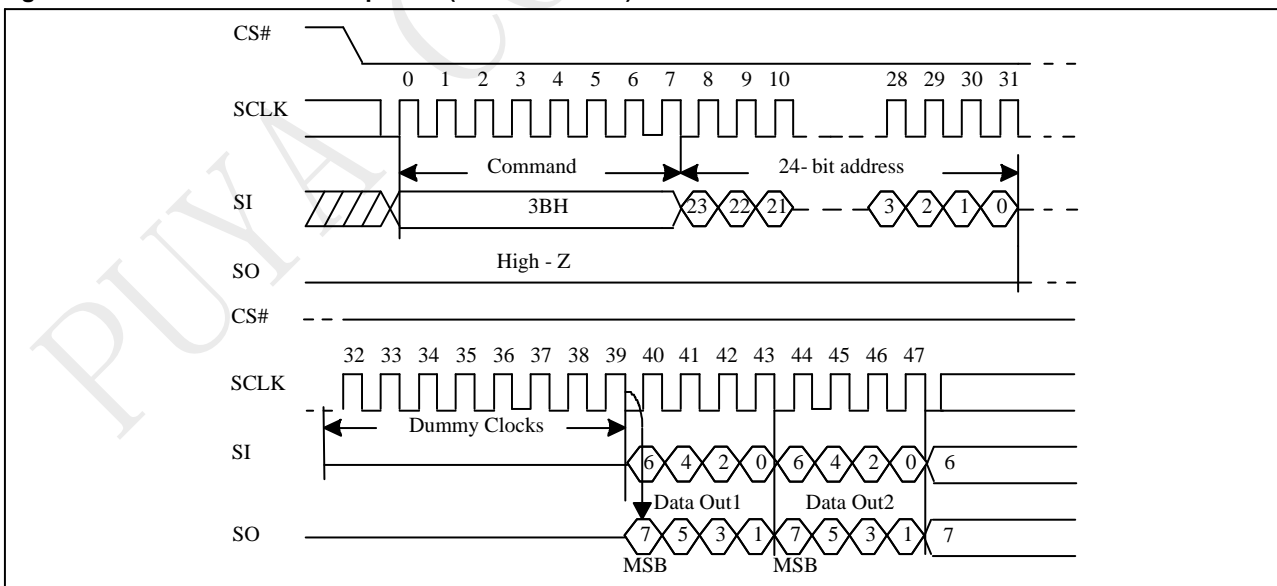 CS#
0 1 2 3 4 5 6 7 8 9 10 28 29 30 31
SCLK
Command 24- bit address
SI 3BH 23 22 21 3 2 1 0
High - Z
SO
CS#
32 33 34 35 36 37 38 39 40 41 42 43 44 45 46 47
SCLK
Dummy Clocks
SI 6 4 2 0 6 4 2 0 6
Data Out1 Data Out2
SO 7 5 3 1 7 5 3 1 7
MSB MSB
PUYA